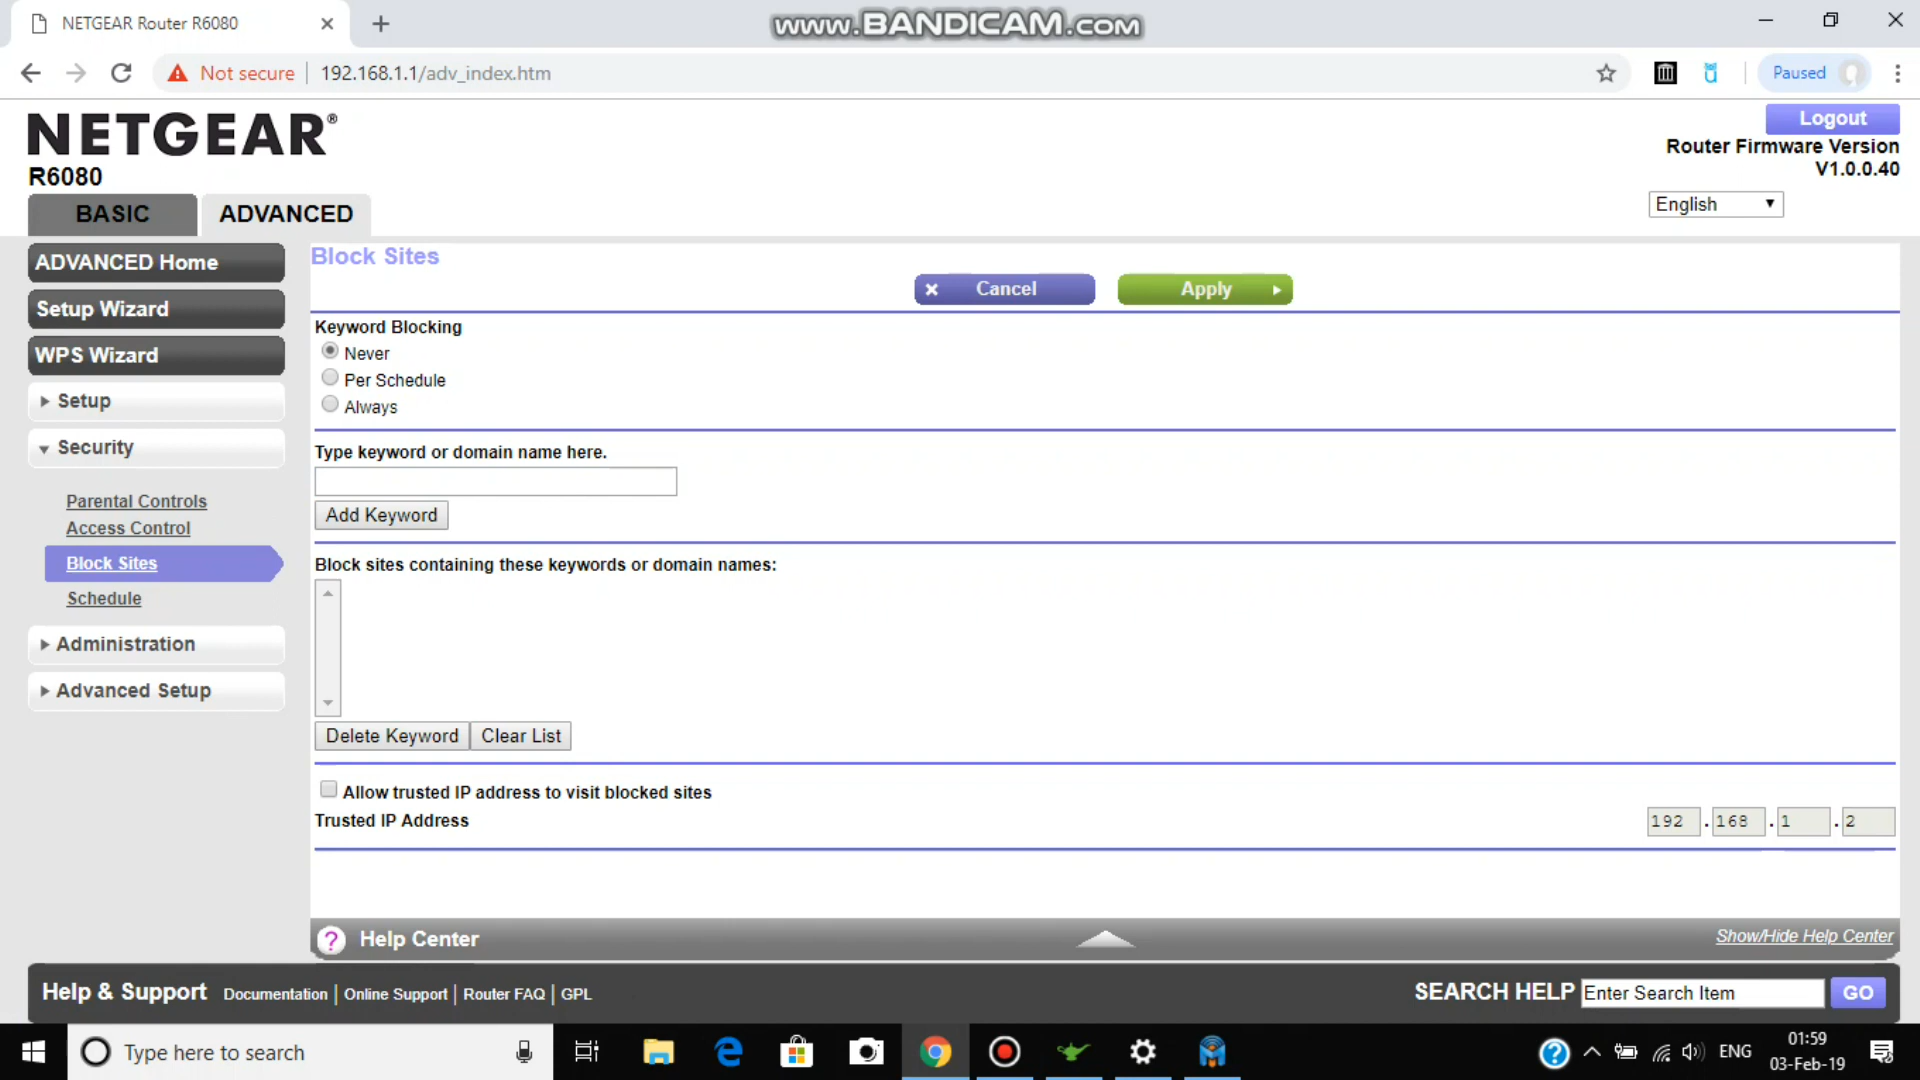 NETGEAR Router R6080
www.BANDICAM.com
Not secure
192.168.1.1/adv_index.htm
Paused
NETGEAR®
R6080
Logout
Router Firmware Version
V1.0.0.40
English
BASIC
ADVANCED
ADVANCED Home
Setup Wizard
WPS Wizard
Setup
Security
Parental Controls
Access Control
Block Sites
Schedule
Administration
Advanced Setup
Block Sites
Cancel
Apply
Keyword Blocking
Never
Per Schedule
Always
Type keyword or domain name here.
Add Keyword
Block sites containing these keywords or domain names:
Delete Keyword
Clear List
Allow trusted IP address to visit blocked sites
Trusted IP Address
192 . 168 . 1 . 2
Help Center
Show/Hide Help Center
Help & Support
Documentation | Online Support | Router FAQ | GPL
SEARCH HELP
Enter Search Item
GO
Type here to search
ENG
01:59
03-Feb-19